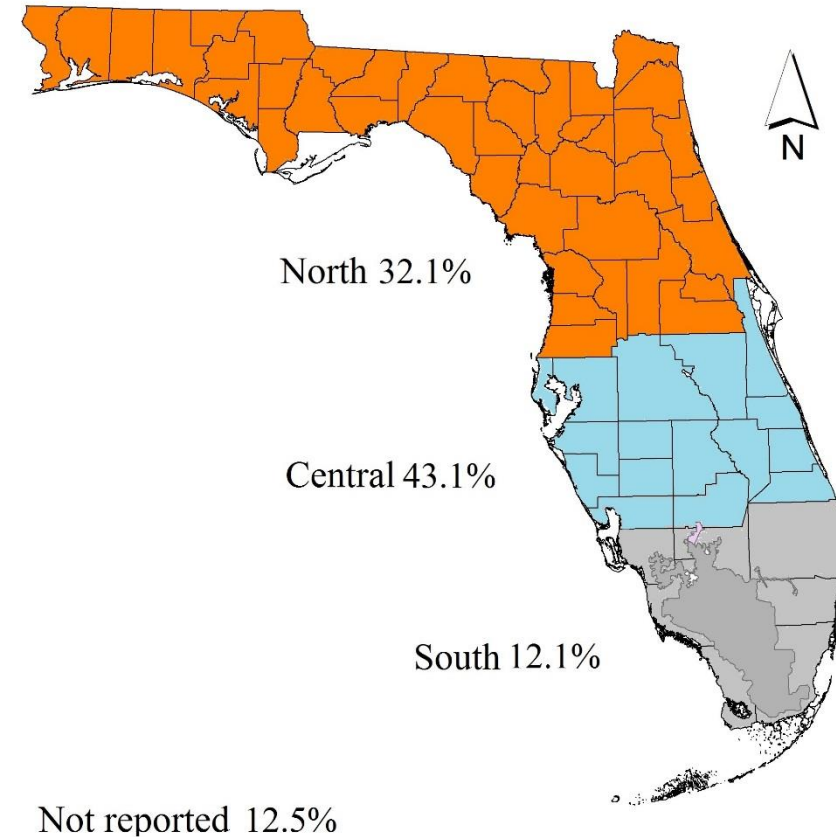 N
North 32.1%
Central 43.1%
South 12.1%
Not reported 12.5%